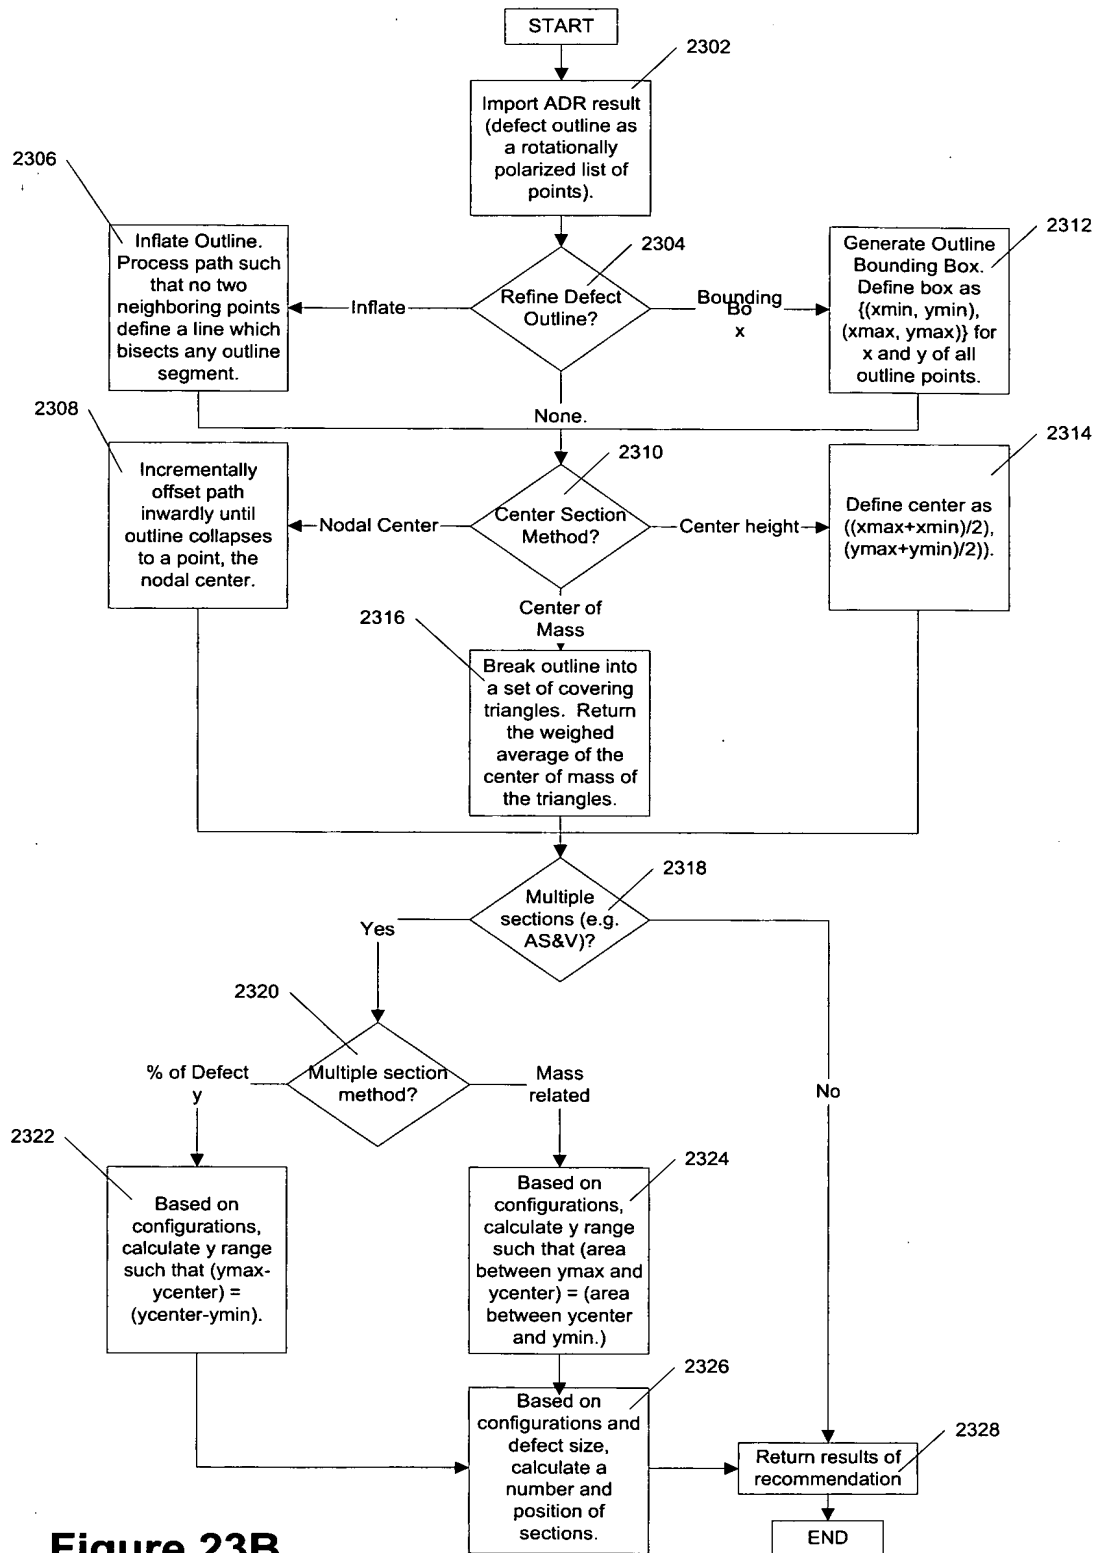 START
2302
Import ADR result
(defect outline as
a rotationally
polarized list of
points).
2306
Inflate Outline.
Process path such
that no two
neighboring points
define a line which
bisects any outline
segment.
Inflate
2304
Refine Defect
Outline?
Bounding
Bo
x
2312
Generate Outline
Bounding Box.
Define box as
{(xmin, ymin),
(xmax, ymax)} for
x and y of all
outline points.
None.
2308
Incrementally
offset path
inwardly until
outline collapses
to a point, the
nodal center.
Nodal Center
2310
Center Section
Method?
Center height
2314
Define center as
((xmax+xmin)/2),
(ymax+ymin)/2)).
Center of
Mass
2316
Break outline into
a set of covering
triangles. Return
the weighed
average of the
center of mass of
the triangles.
2318
Multiple
sections (e.g.
AS&V)?
Yes
No
2320
Multiple section
method?
% of Defect
y
Mass
related
2322
Based on
configurations,
calculate y range
such that (ymax-
ycenter) =
(ycenter-ymin).
2324
Based on
configurations,
calculate y range
such that (area
between ymax and
ycenter) = (area
between ycenter
and ymin.)
2326
Based on
configurations and
defect size,
calculate a
number and
position of
sections.
2328
Return results of
recommendation
END
Figure 23B